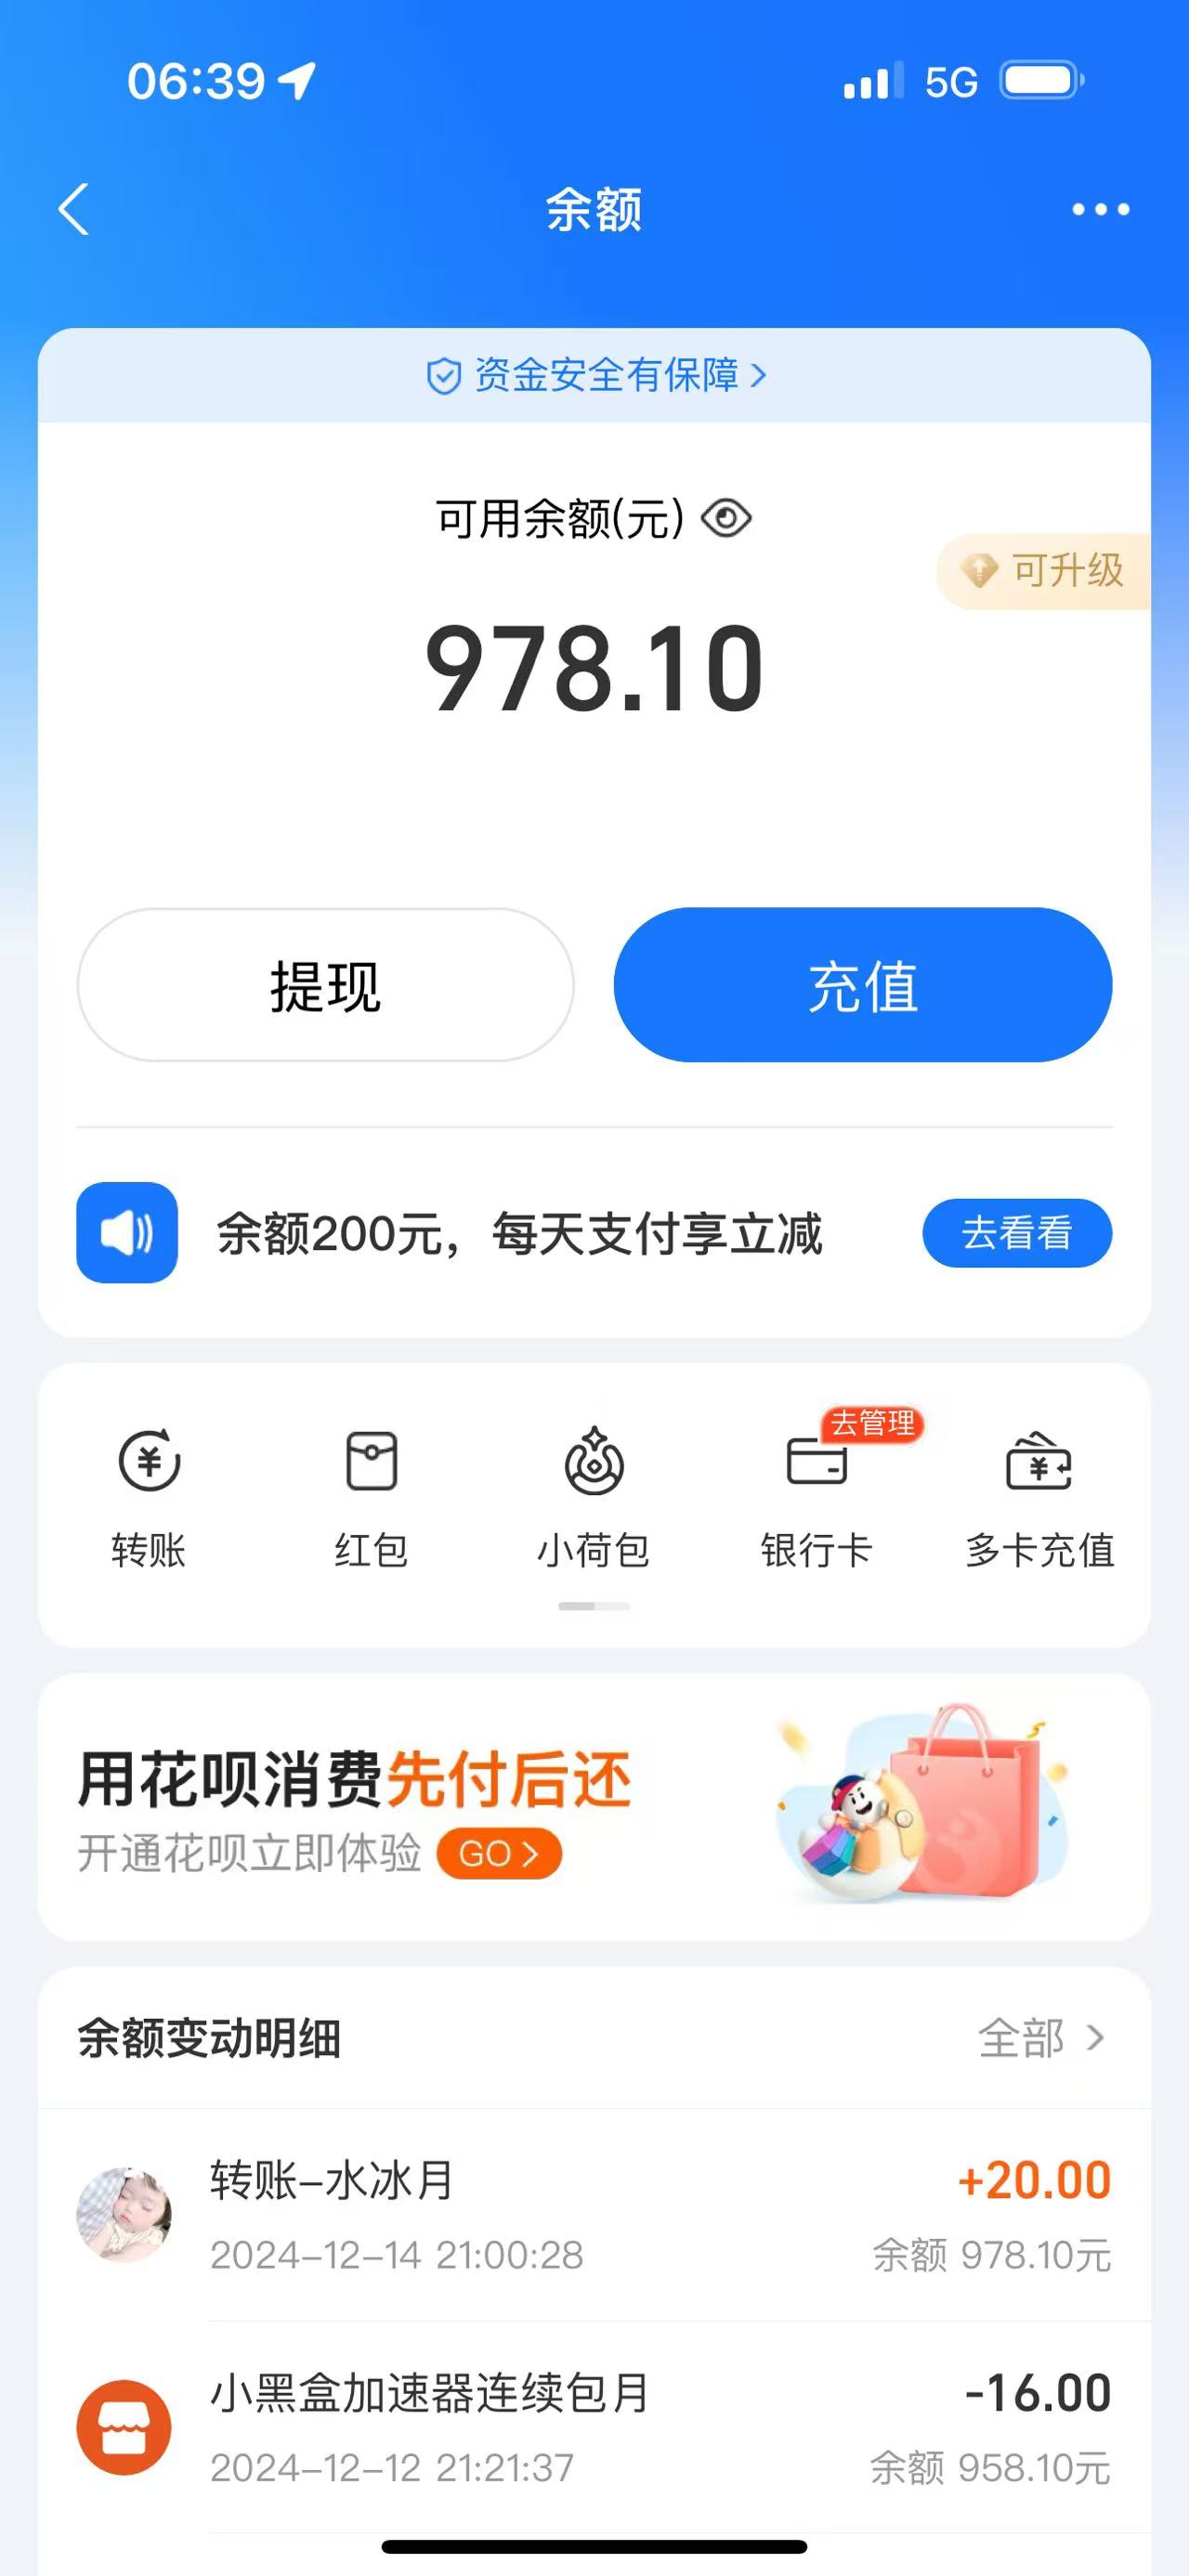 06:39 5G
余额
资金安全有保障
可用余额(元)
可升级
978.10
提现 充值
余额200元，每天支付享立减 去看看
去管理
转账 红包 小荷包 银行卡 多卡充值
用花呗消费先付后还
开通花呗立即体验 GO
余额变动明细 全部
转账-水冰月 +20.00
2024-12-14 21:00:28 余额 978.10元
小黑盒加速器连续包月 -16.00
2024-12-12 21:21:37 余额 958.10元